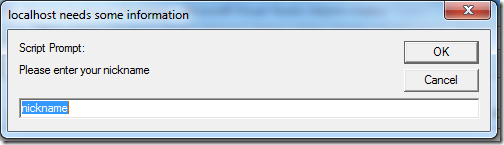 localhost needs some information
Script Prompt:
OK
Please enter your nickname
Cancel
nickname